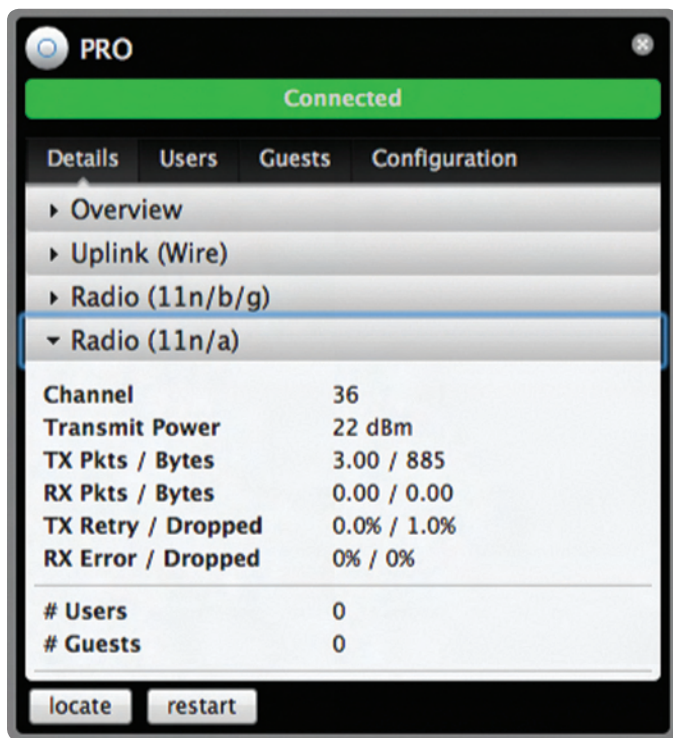 PRO
Connected
Details Users Guests Configuration
Overview
Uplink (Wire)
Radio (11n/b/g)
Radio (11n/a)
Channel 36
Transmit Power 22 dBm
TX Pkts / Bytes 3.00 / 885
RX Pkts / Bytes 0.00 / 0.00
TX Retry / Dropped 0.0% / 1.0%
RX Error / Dropped 0% / 0%
# Users 0
# Guests 0
locate restart